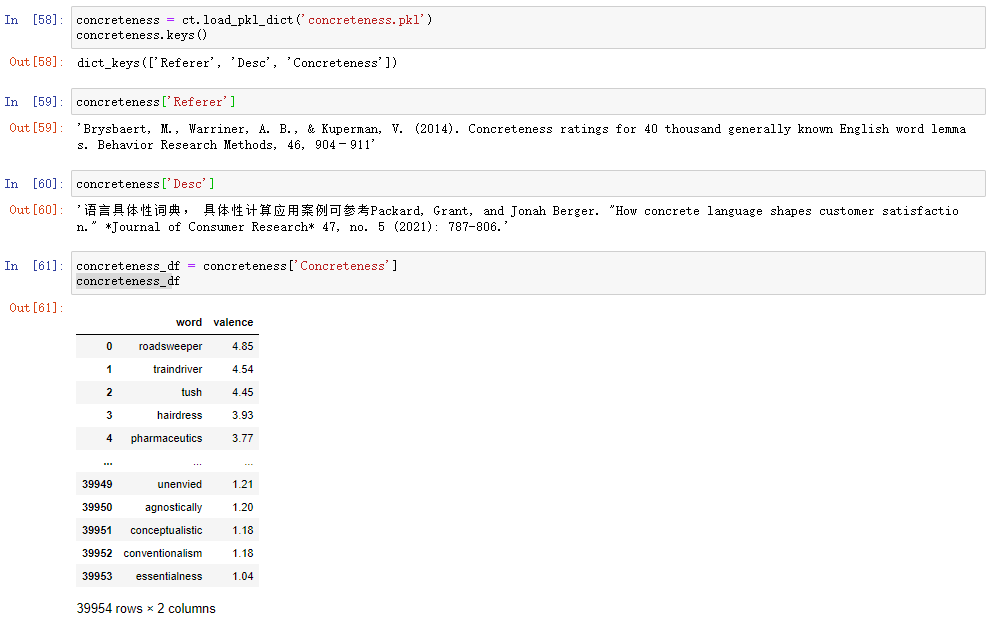 In [58]: concreteness = ct.load_pkl_dict('concreteness.pkl')
concreteness.keys()
Out[58]: dict_keys(['Referer', 'Desc', 'Concreteness'])
In [59]: concreteness['Referer']
Out[59]: 'Brysbaert, M., Warriner, A. B., & Kuperman, V. (2014). Concreteness ratings for 40 thousand generally known English word lemma
s. Behavior Research Methods, 46, 904–911'
In [60]: concreteness['Desc']
Out[60]: '语言具体性词典， 具体性计算应用案例可参考Packard, Grant, and Jonah Berger. "How concrete language shapes customer satisfactio
n." *Journal of Consumer Research* 47, no. 5 (2021): 787-806.'
In [61]: concreteness_df = concreteness['Concreteness']
concreteness_df
Out[61]:
word valence
0 roadsweeper 4.85
1 traindriver 4.54
2 tush 4.45
3 hairdress 3.93
4 pharmaceutics 3.77
... ... ...
39949 unenvied 1.21
39950 agnostically 1.20
39951 conceptualistic 1.18
39952 conventionalism 1.18
39953 essentialness 1.04
39954 rows × 2 columns